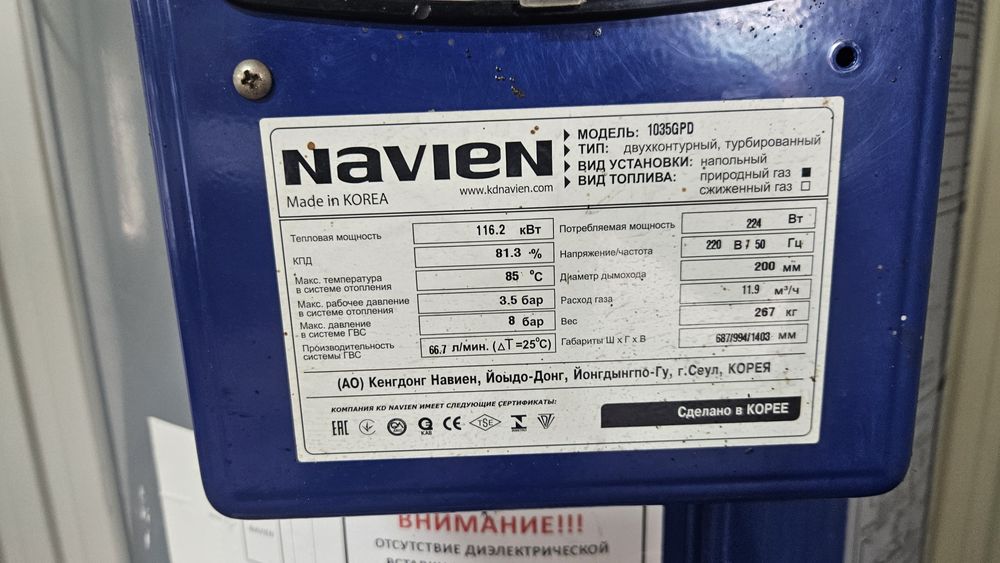 NAVIEN
Made in KOREA
www.kdnavien.com
МОДЕЛЬ: 1035GPD
ТИП: двухконтурный, турбированный
ВИД УСТАНОВКИ: напольный
ВИД ТОПЛИВА: природный газ
сжиженный газ
Тепловая мощность 116.2 кВт
КПД 81.3 %
Макс. температура
в системе отопления 85 °C
Макс. рабочее давление
в системе отопления 3.5 бар
Макс. давление
в системе ГВС 8 бар
Производительность
системы ГВС 66.7 л/мин. (△T=25°C)
Потребляемая мощность 224 Вт
Напряжение/частота 220 В / 50 Гц
Диаметр дымохода 200 мм
Расход газа 11.9 м³/ч
Вес 267 кг
Габариты Ш х Г х В 687/994/1403 мм
(АО) Кенгдонг Навиен, Йоыдо-Донг, Йонгдынгпо-Гу, г.Сеул, КОРЕЯ
КОМПАНИЯ KD NAVIEN ИМЕЕТ СЛЕДУЮЩИЕ СЕРТИФИКАТЫ:
EAC
KAB
CE
TSE
Сделано в КОРЕЕ
NAVIEN
ВНИМАНИЕ!!!
ОТСУТСТВИЕ ДИЭЛЕКТРИЧЕСКОЙ